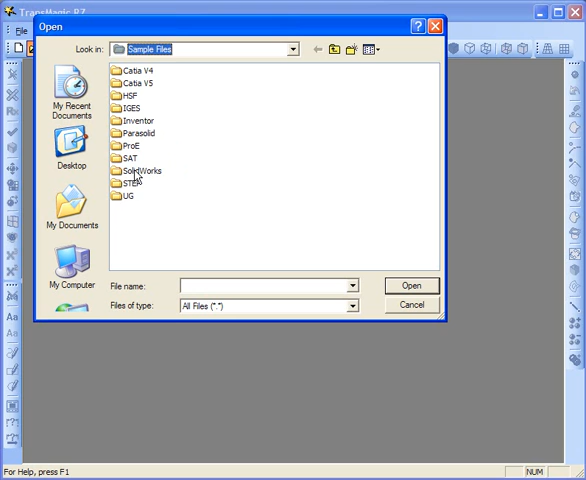 TransMagic R7
File
Open
Look in: Sample Files
My Recent
Documents
Desktop
My Documents
My Computer
Catia V4
Catia V5
HSF
IGES
Inventor
Parasolid
ProE
SAT
SolidWorks
STEP
UG
File name:
Open
Files of type: All Files (*.*)
Cancel
For Help, press F1
NUM